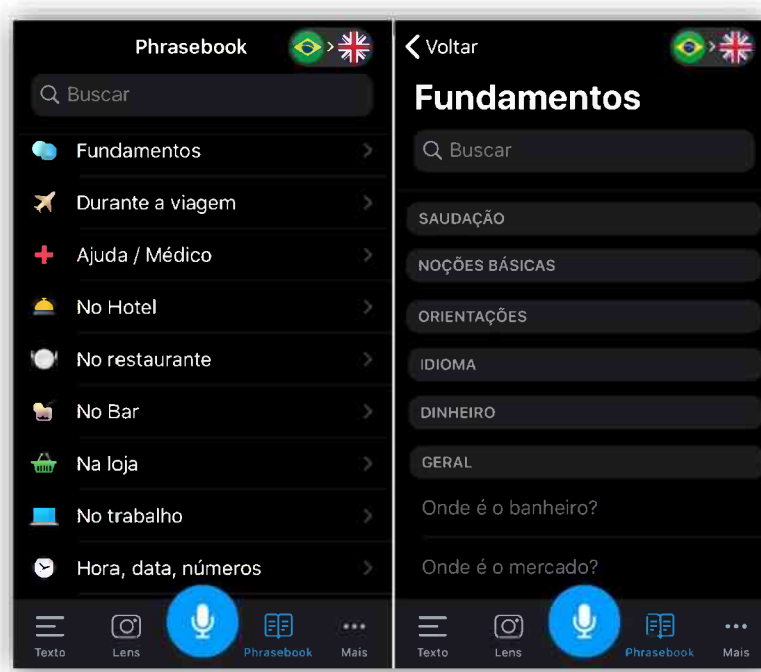 Phrasebook
Buscar
Fundamentos
Durante a viagem
Ajuda / Médico
No Hotel
No restaurante
No Bar
Na loja
No trabalho
Hora, data, números
Texto
Lens
Phrasebook
Mais
Voltar
Fundamentos
Buscar
SAUDAÇÃO
NOÇÕES BÁSICAS
ORIENTAÇÕES
IDIOMA
DINHEIRO
GERAL
Onde é o banheiro?
Onde é o mercado?
Texto
Lens
Phrasebook
Mais